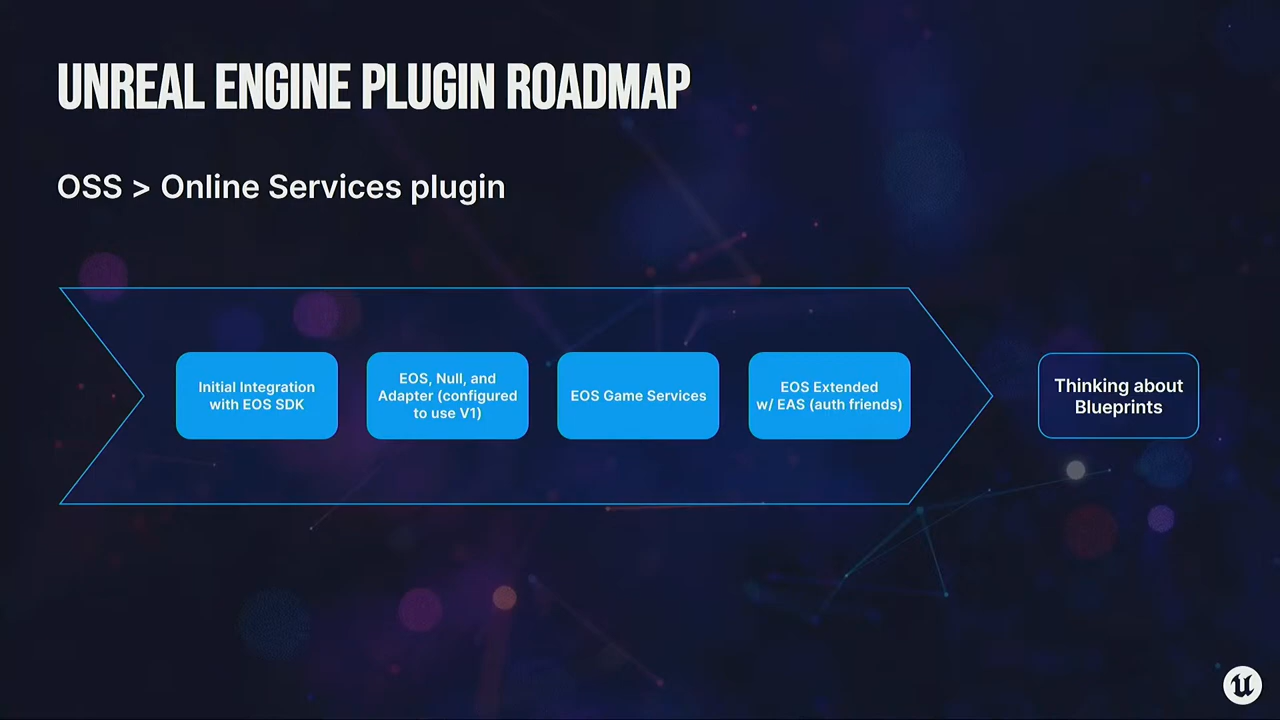 UNREAL ENGINE PLUGIN ROADMAP
OSS > Online Services plugin
Initial Integration
with EOS SDK
EOS, Null, and
Adapter (configured
to use V1)
EOS Game Services
EOS Extended
w/ EAS (auth friends)
Thinking about
Blueprints